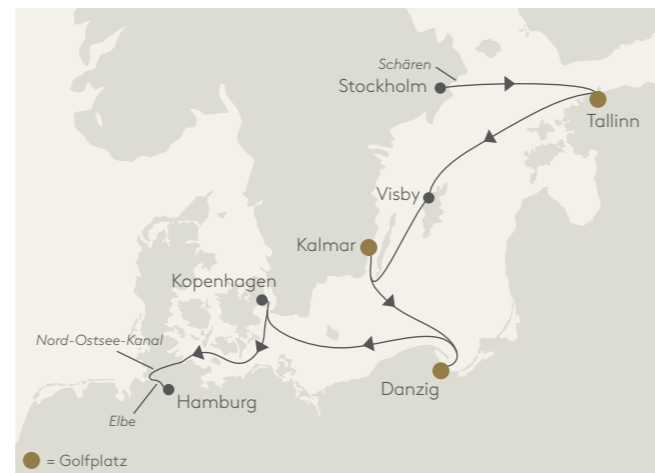 Schären
Stockholm
Tallinn
Visby
Kalmar
Kopenhagen
Nord-Ostsee-Kanal
Danzig
Hamburg
Elbe
= Golfplatz